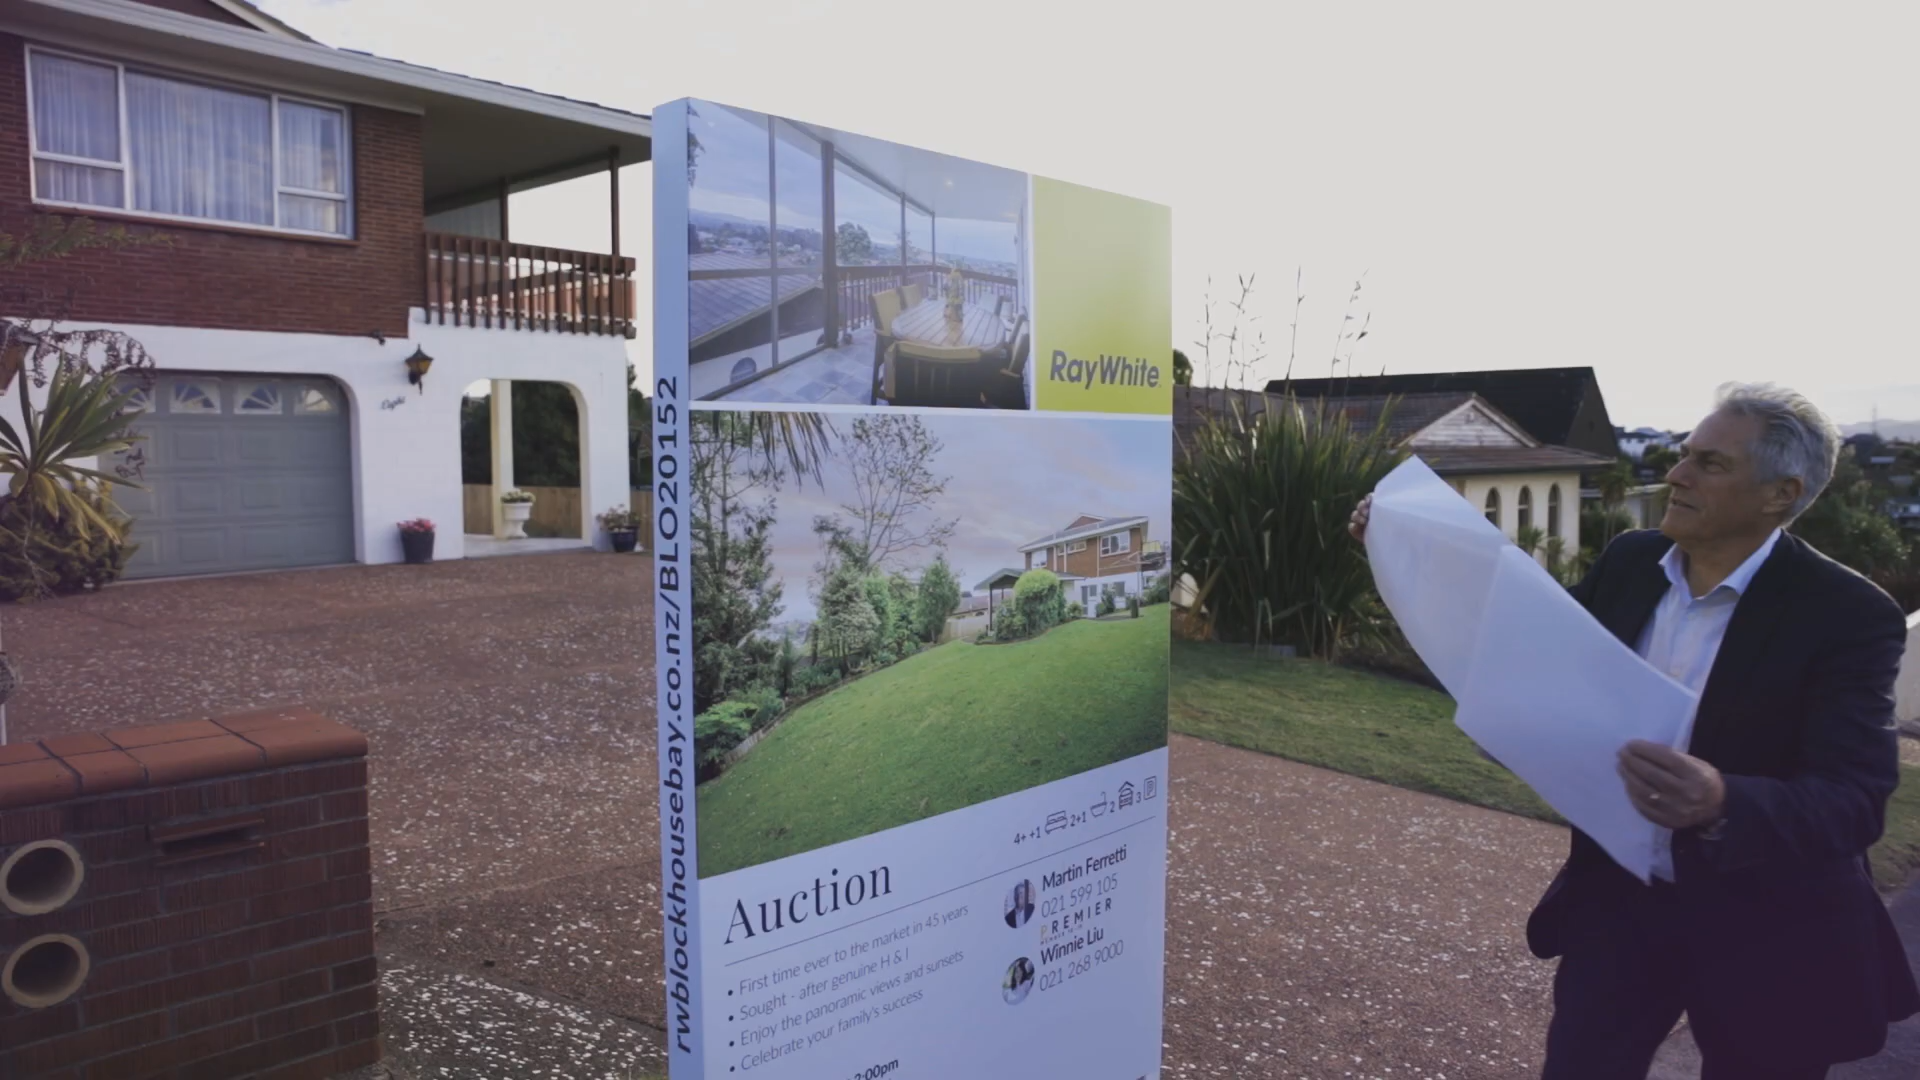 rwblockhousebay.co.nz/BLO20152
RayWhite
4+ +1 2+1 2 3
Auction
• First time ever to the market in 45 years
• Sought - after genuine H & I
• Enjoy the panoramic views and sunsets
• Celebrate your family's success
2:00pm
Martin Ferretti
021 599 105
PREMIER
Winnie Liu
021 268 9000